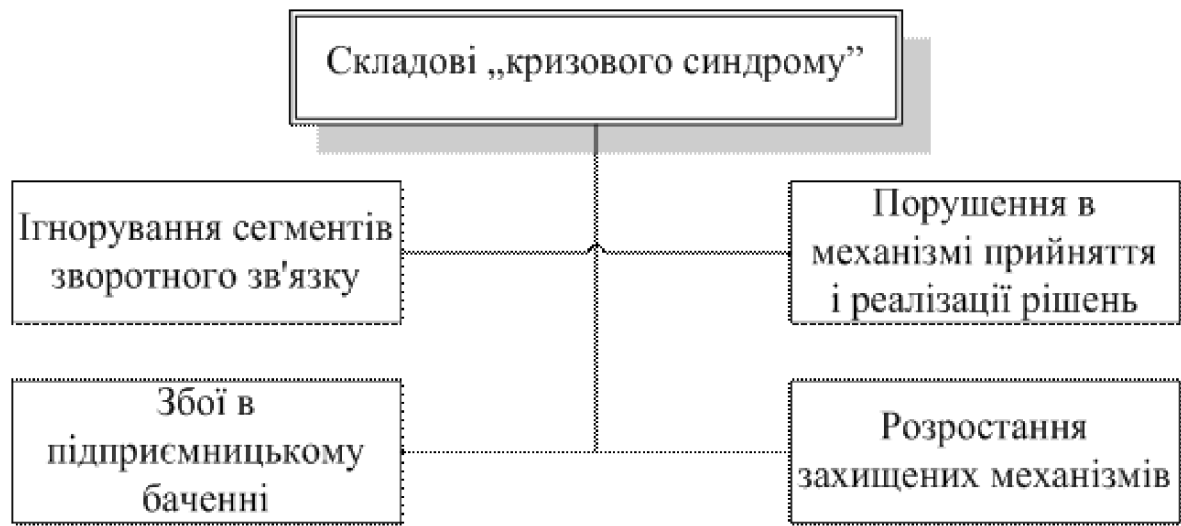 Складові „кризового синдрому”
Ігнорування сегментів
зворотного зв'язку
Порушення в
механізмі прийняття
і реалізації рішень
Збої в
підприємницькому
баченні
Розростання
захищених механізмів